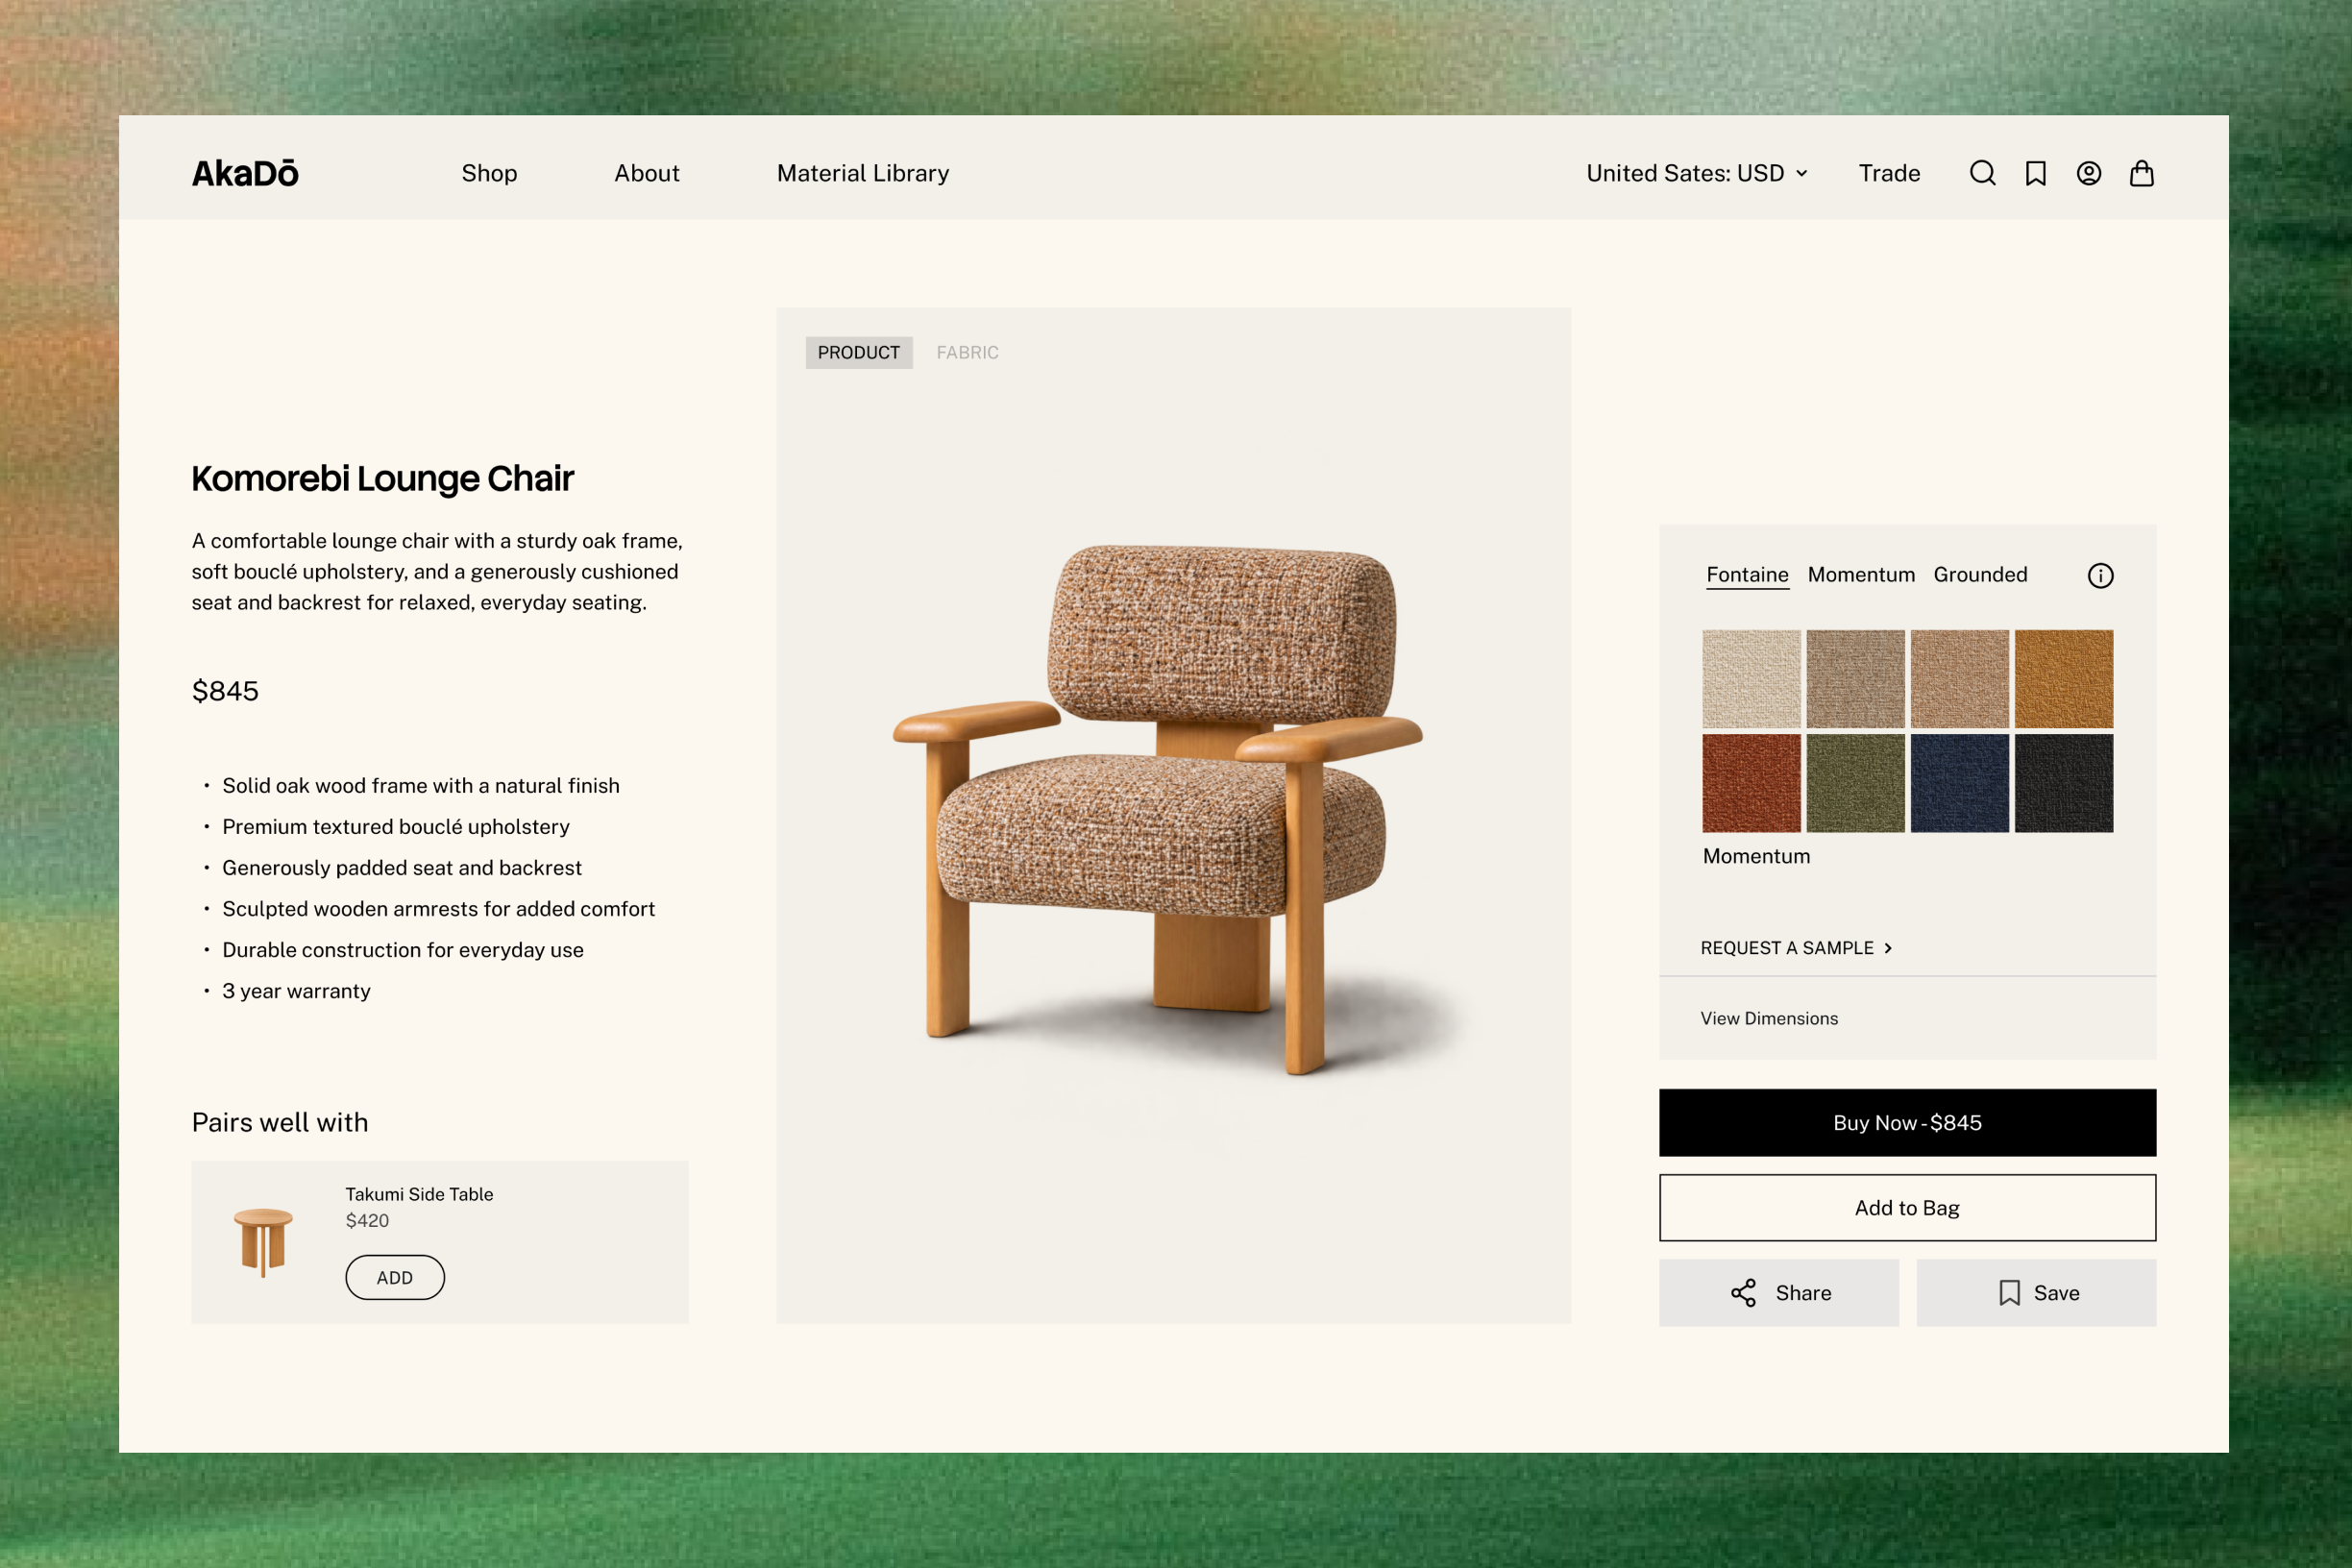 AkaDō
Shop
About
Material Library
United Sates: USD
Trade
Komorebi Lounge Chair
A comfortable lounge chair with a sturdy oak frame,
soft bouclé upholstery, and a generously cushioned
seat and backrest for relaxed, everyday seating.
$845
• Solid oak wood frame with a natural finish
• Premium textured bouclé upholstery
• Generously padded seat and backrest
• Sculpted wooden armrests for added comfort
• Durable construction for everyday use
• 3 year warranty
Pairs well with
Takumi Side Table
$420
ADD
PRODUCT
FABRIC
Fontaine
Momentum
Grounded
Momentum
REQUEST A SAMPLE
View Dimensions
Buy Now - $845
Add to Bag
Share
Save